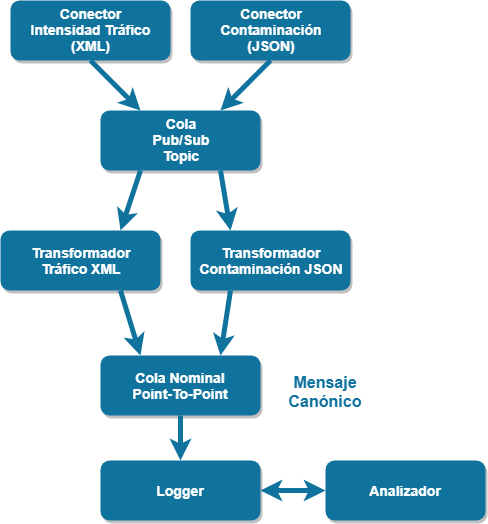 Conector
Intensidad Tráfico
(XML)
Conector
Contaminación
(JSON)
Cola
Pub/Sub
Topic
Transformador
Tráfico XML
Transformador
Contaminación JSON
Cola Nominal
Point-To-Point
Mensaje
Canónico
Logger
Analizador